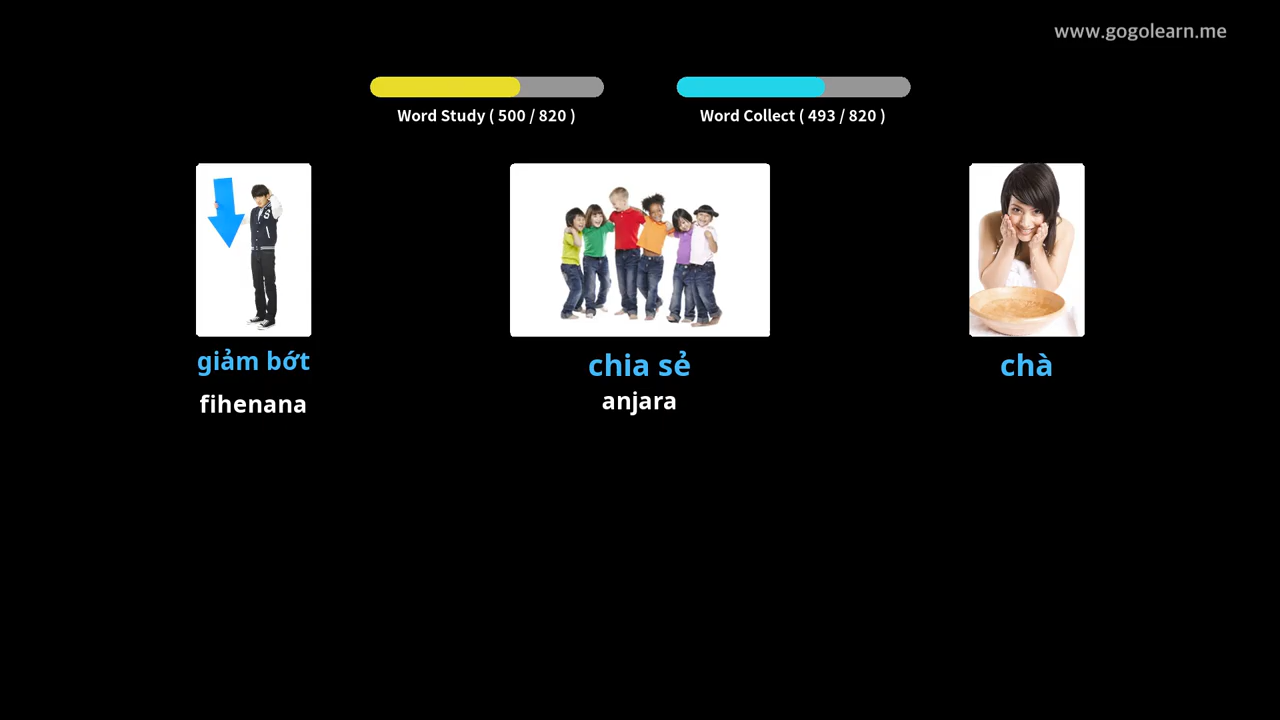 www.gogolearn.me
Word Study ( 500 / 820 )
Word Collect ( 493 / 820 )
giảm bớt
fihenana
chia sẻ
anjara
chà